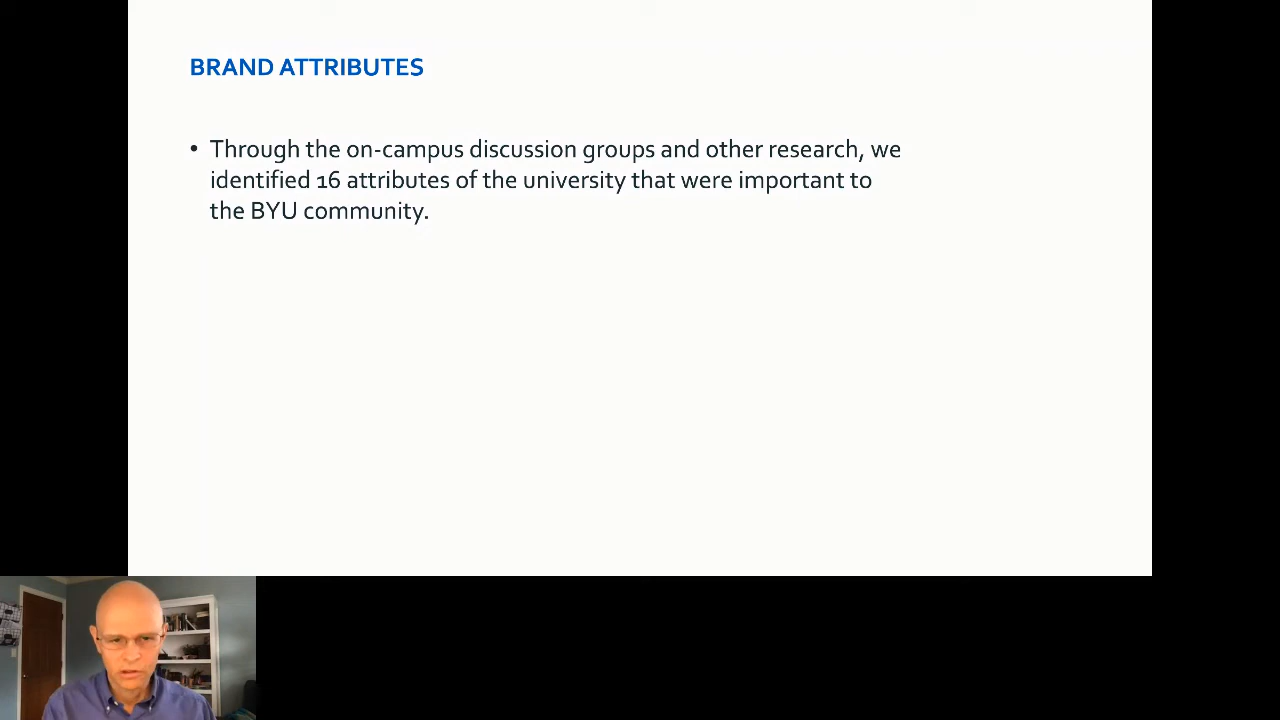 BRAND ATTRIBUTES
• Through the on-campus discussion groups and other research, we
identified 16 attributes of the university that were important to
the BYU community.